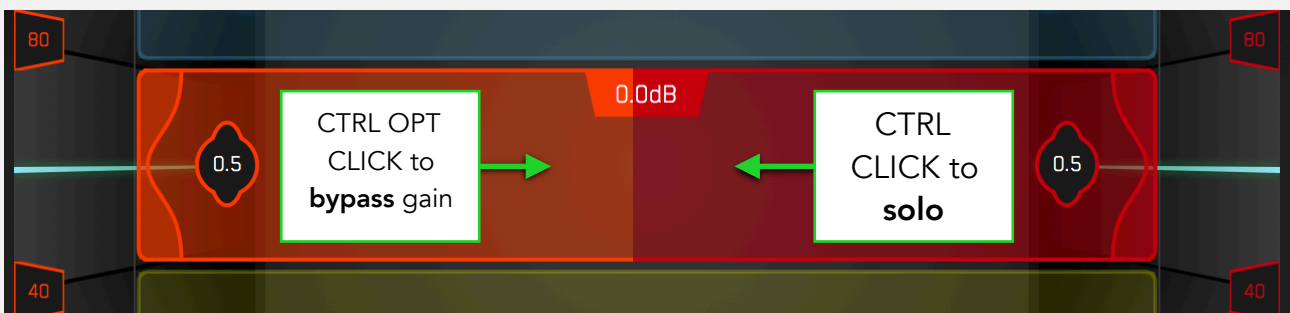 80
80
0.0dB
CTRL OPT
CLICK to
bypass gain
CTRL
CLICK to
solo
0.5
0.5
40
40